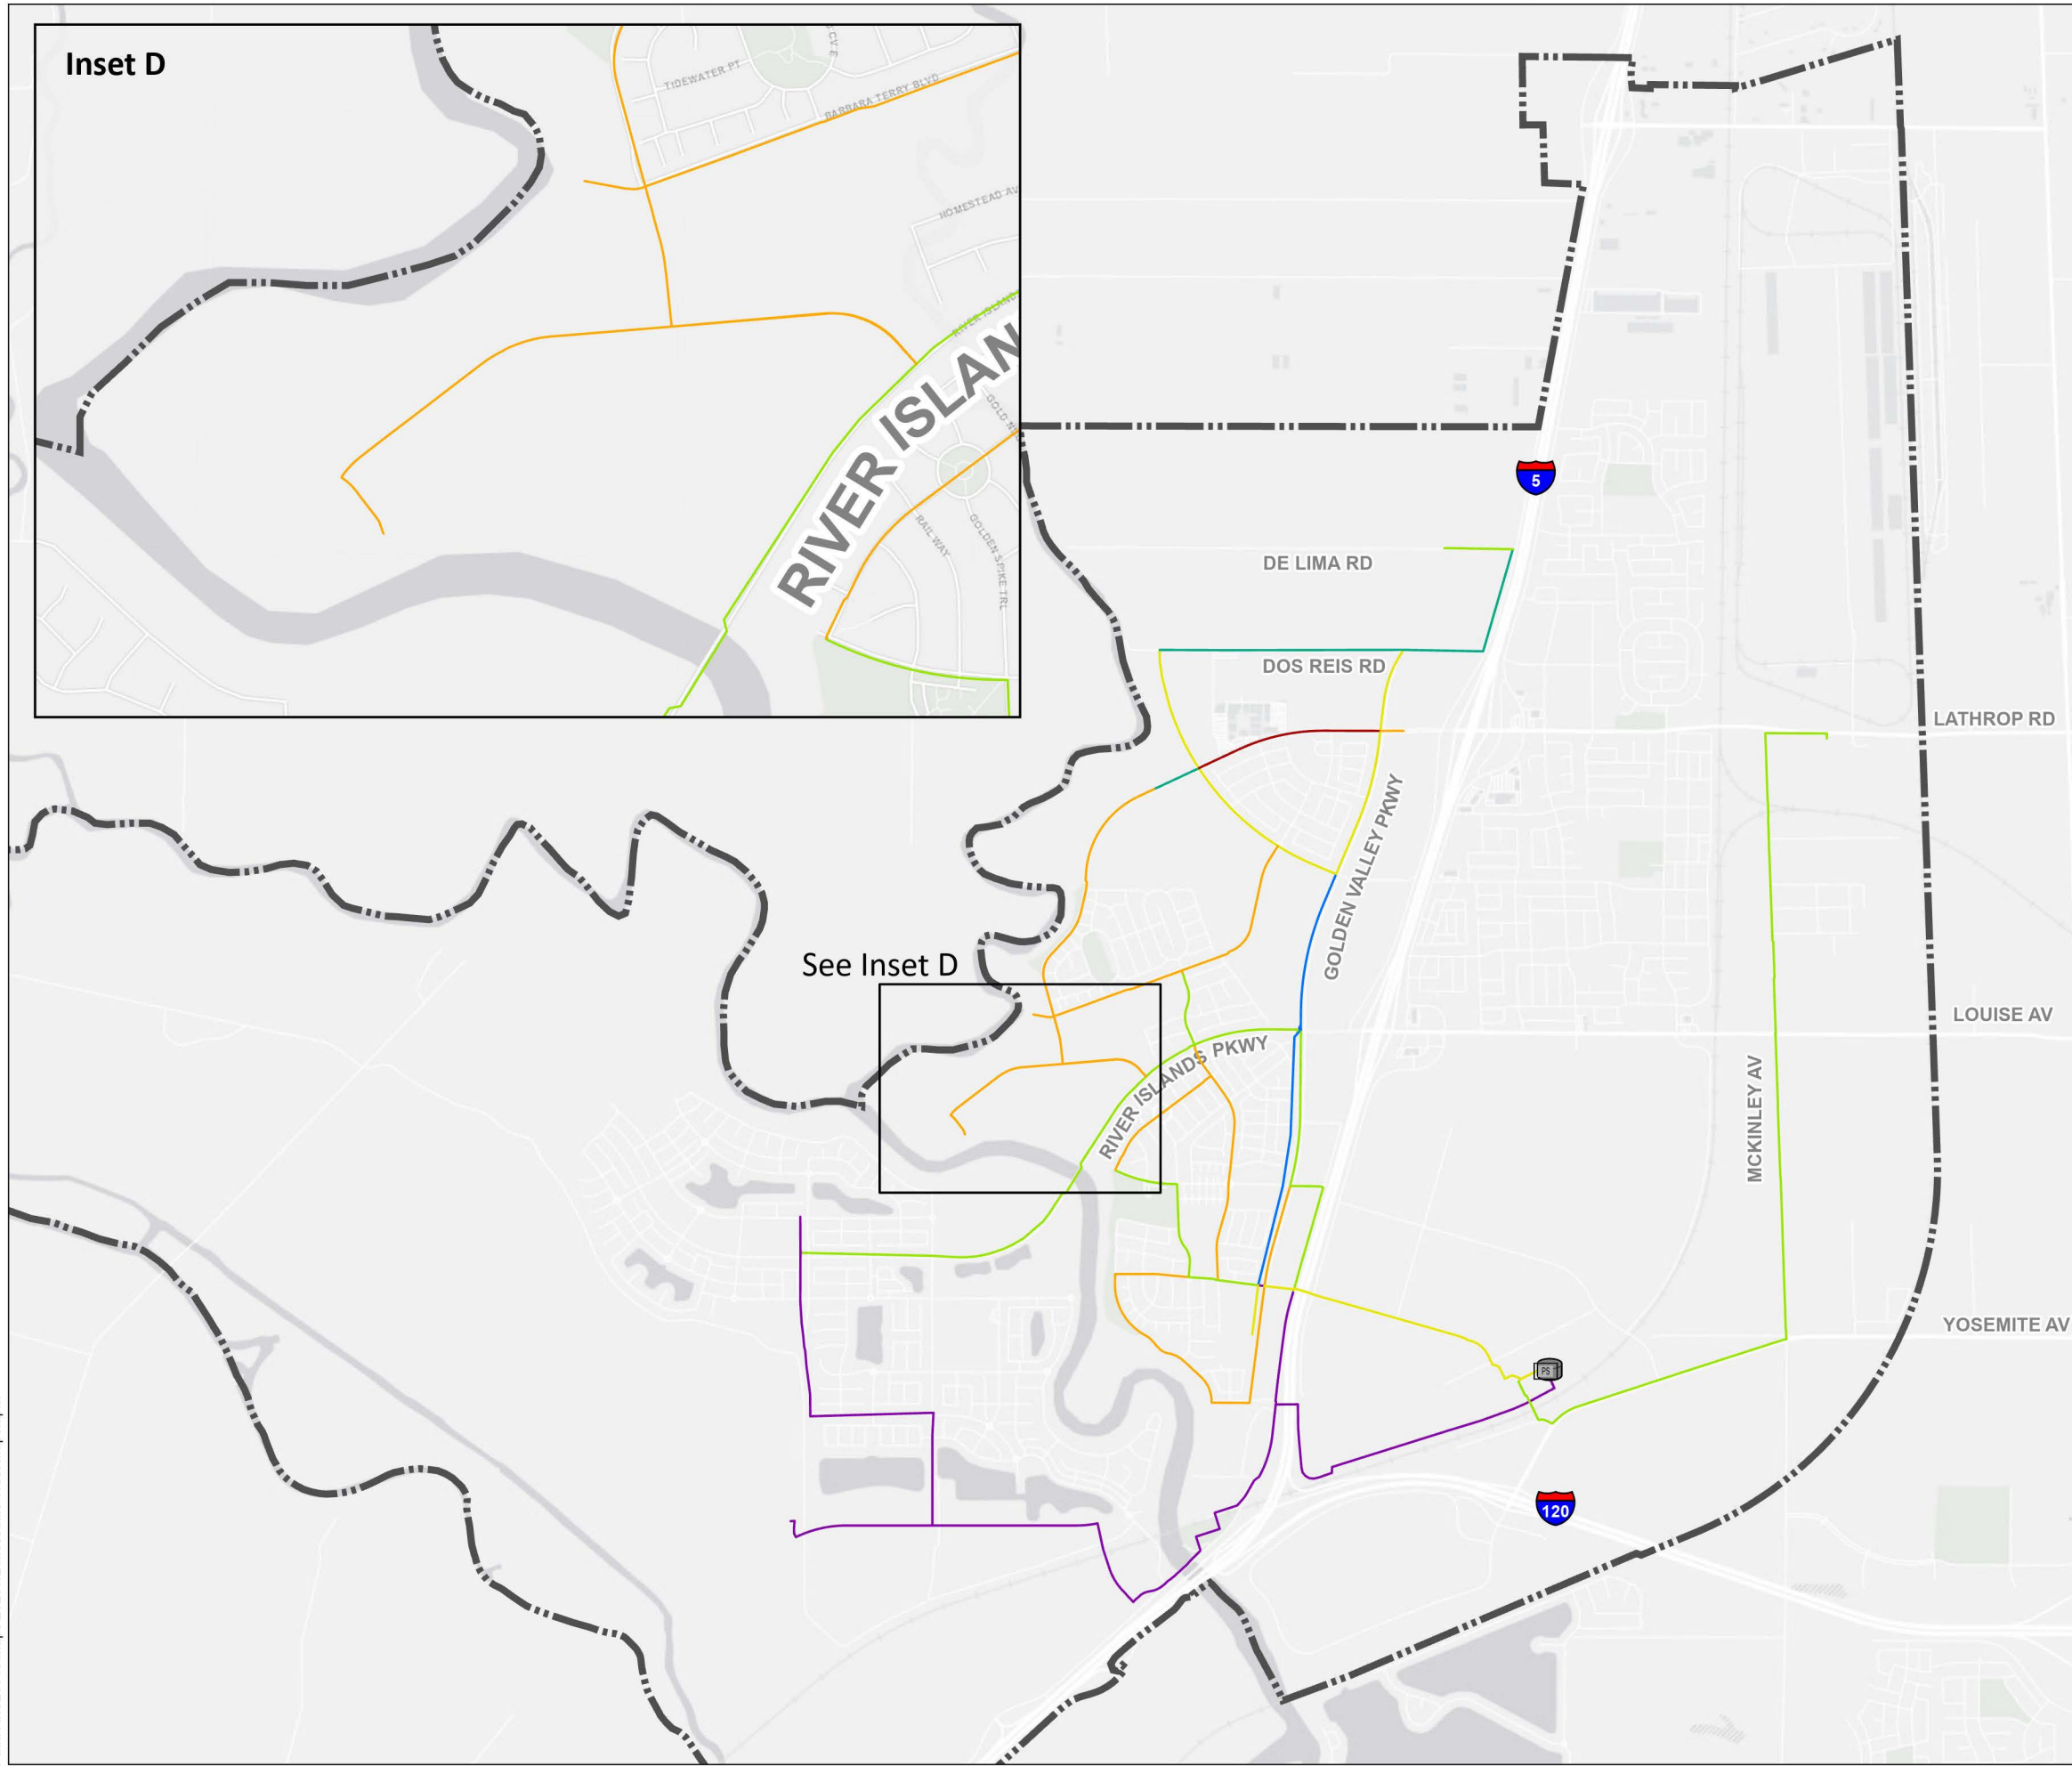 Inset D
TIDEWATER PT
CV E
BARBARA TERRY BLVD
HOMESTEAD AV
RIVER ISLAND
RIVER ISLAN
RAIL WAY
GOLDEN SPIKE TRL
5
DE LIMA RD
DOS REIS RD
LATHROP RD
GOLDEN VALLEY PKWY
See Inset D
LOUISE AV
RIVER ISLANDS PKWY
MCKINLEY AV
YOSEMITE AV
PS
120